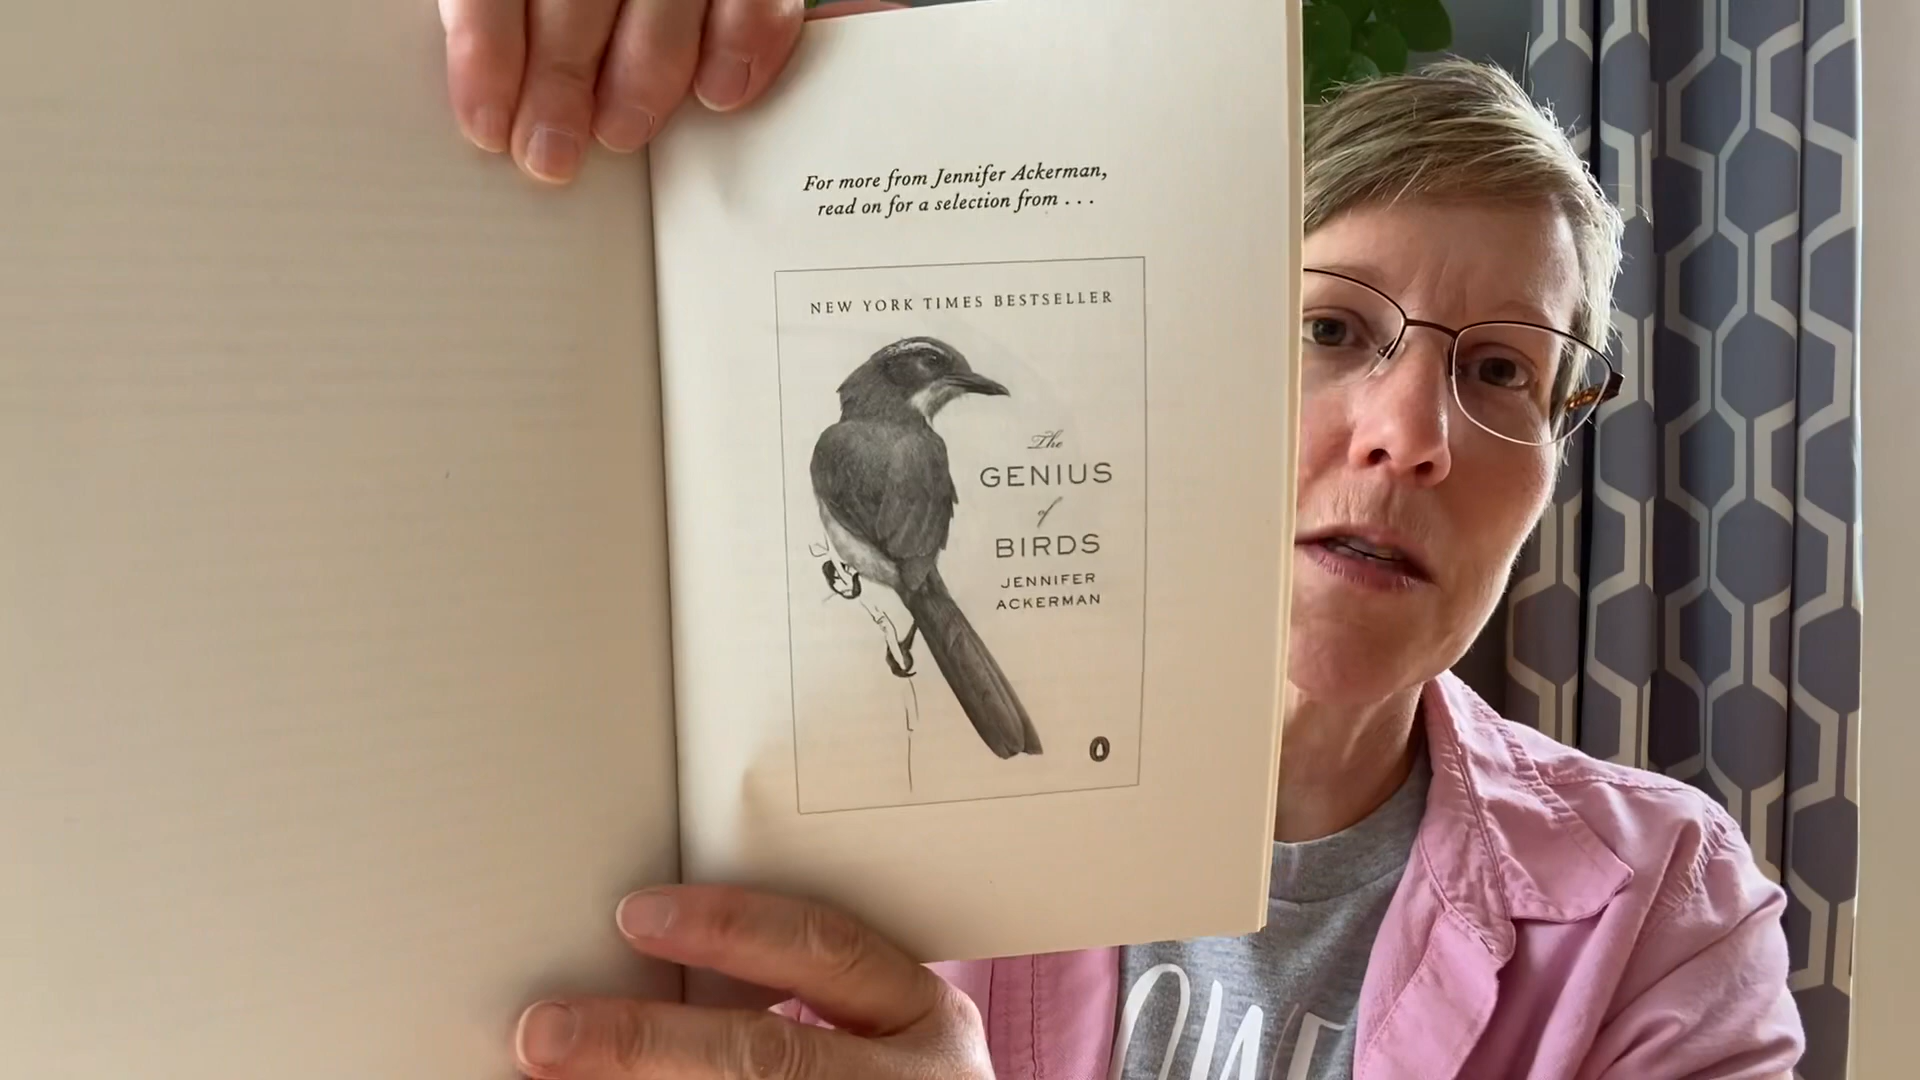 For more from Jennifer Ackerman,
read on for a selection from . . .
NEW YORK TIMES BESTSELLER
The
GENIUS
of
BIRDS
JENNIFER
ACKERMAN